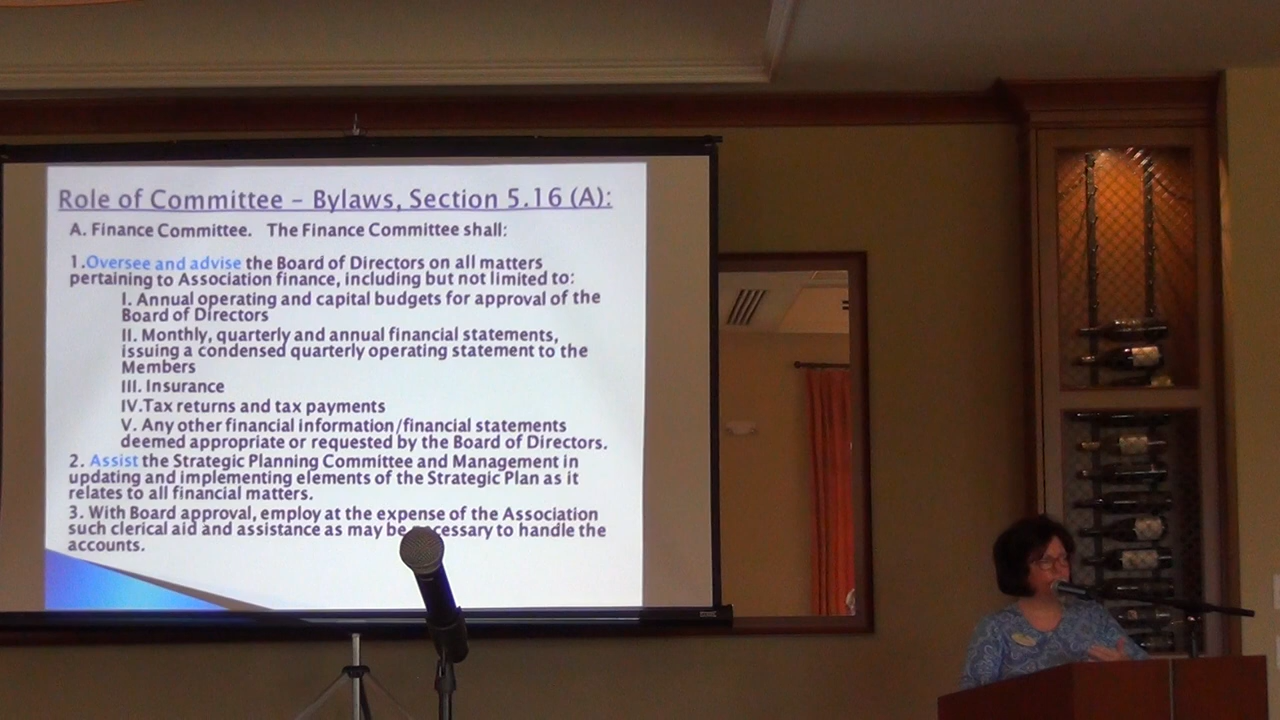 Role of Committee – Bylaws, Section 5.16 (A):
A. Finance Committee. The Finance Committee shall:
1.Oversee and advise the Board of Directors on all matters
pertaining to Association finance, including but not limited to:
I. Annual operating and capital budgets for approval of the
Board of Directors
II. Monthly, quarterly and annual financial statements,
issuing a condensed quarterly operating statement to the
Members
III. Insurance
IV.Tax returns and tax payments
V. Any other financial information/financial statements
deemed appropriate or requested by the Board of Directors.
2. Assist the Strategic Planning Committee and Management in
updating and implementing elements of the Strategic Plan as it
relates to all financial matters.
3. With Board approval, employ at the expense of the Association
such clerical aid and assistance as may be necessary to handle the
accounts.